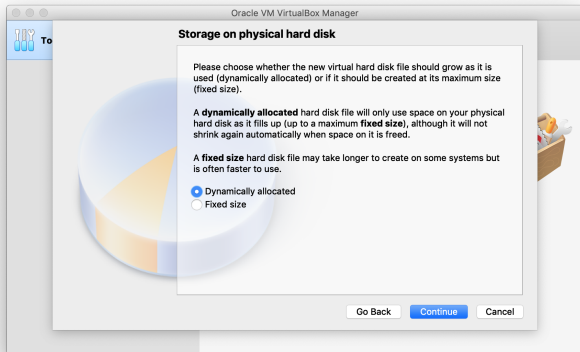 Oracle VM VirtualBox Manager
To
Storage on physical hard disk
Please choose whether the new virtual hard disk file should grow as it is
used (dynamically allocated) or if it should be created at its maximum size
(fixed size).
A dynamically allocated hard disk file will only use space on your physical
hard disk as it fills up (up to a maximum fixed size), although it will not
shrink again automatically when space on it is freed.
A fixed size hard disk file may take longer to create on some systems but
is often faster to use.
Dynamically allocated
Fixed size
Go Back
Continue
Cancel